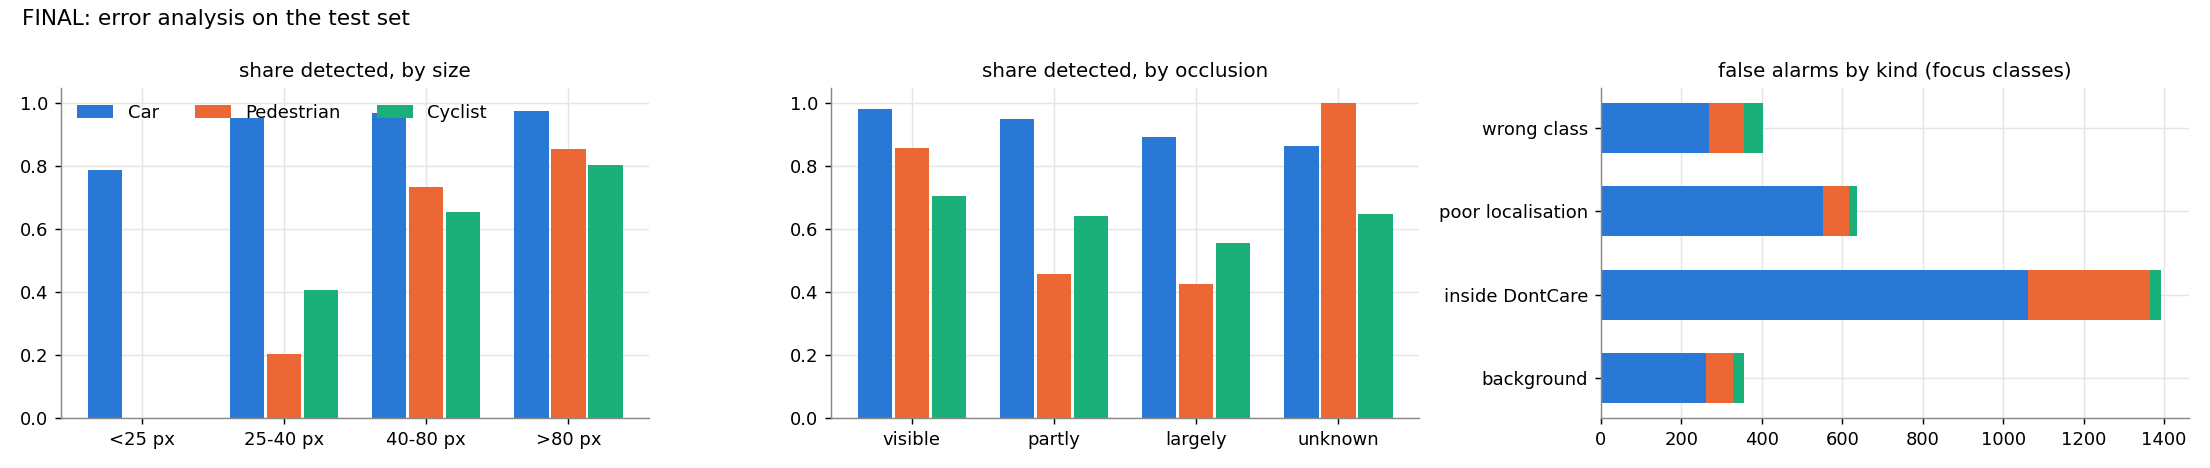 FINAL: error analysis on the test set
share detected, by size
Car
Pedestrian
Cyclist
1.0
0.8
0.6
0.4
0.2
0.0
<25 px
25-40 px
40-80 px
>80 px
share detected, by occlusion
1.0
0.8
0.6
0.4
0.2
0.0
visible
partly
largely
unknown
false alarms by kind (focus classes)
wrong class
poor localisation
inside DontCare
background
0
200
400
600
800
1000
1200
1400